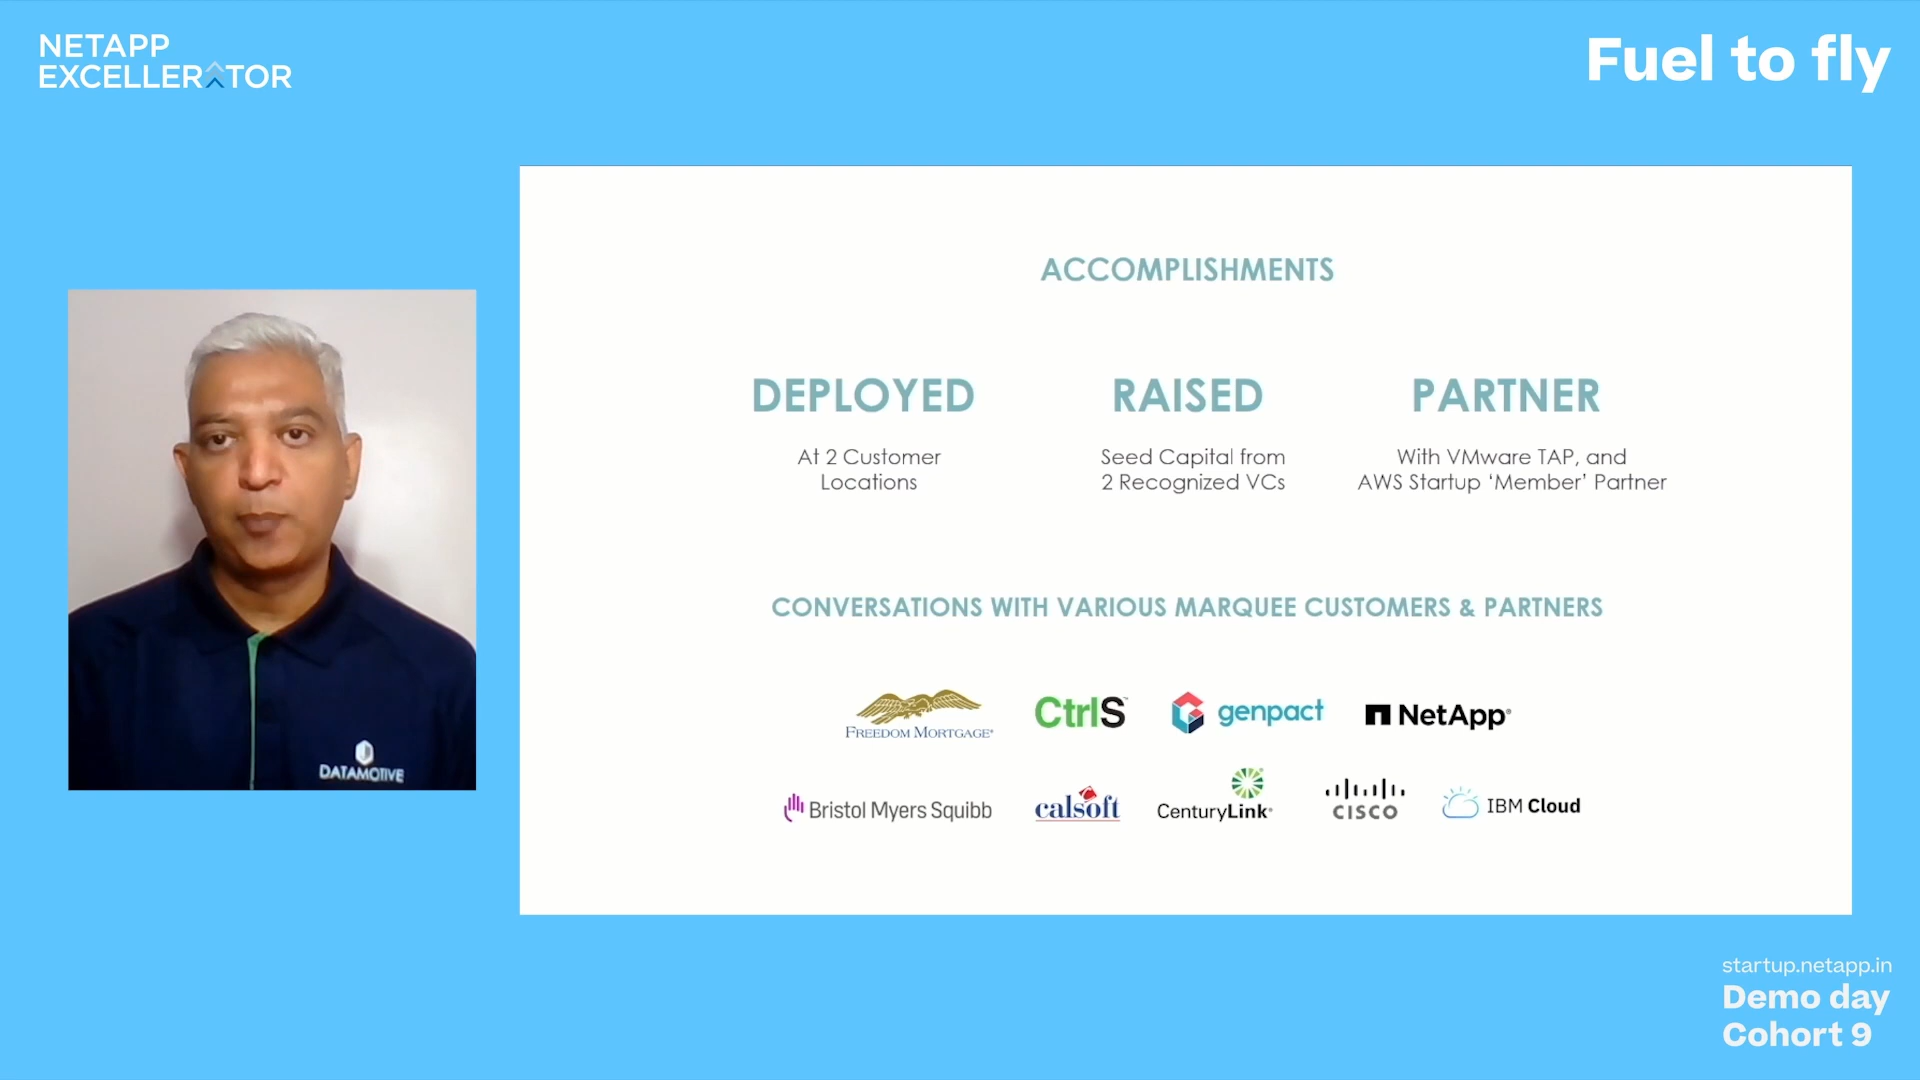 NETAPP
EXCELLERATOR
Fuel to fly
ACCOMPLISHMENTS
DEPLOYED
At 2 Customer
Locations
RAISED
Seed Capital from
2 Recognized VCs
PARTNER
With VMware TAP, and
AWS Startup ‘Member’ Partner
CONVERSATIONS WITH VARIOUS MARQUEE CUSTOMERS & PARTNERS
FREEDOM MORTGAGE®
CtrlS™
genpact
NetApp®
Bristol Myers Squibb
calsoft
CenturyLink®
CISCO
IBM Cloud
DATAMOTIVE
startup.netapp.in
Demo day
Cohort 9